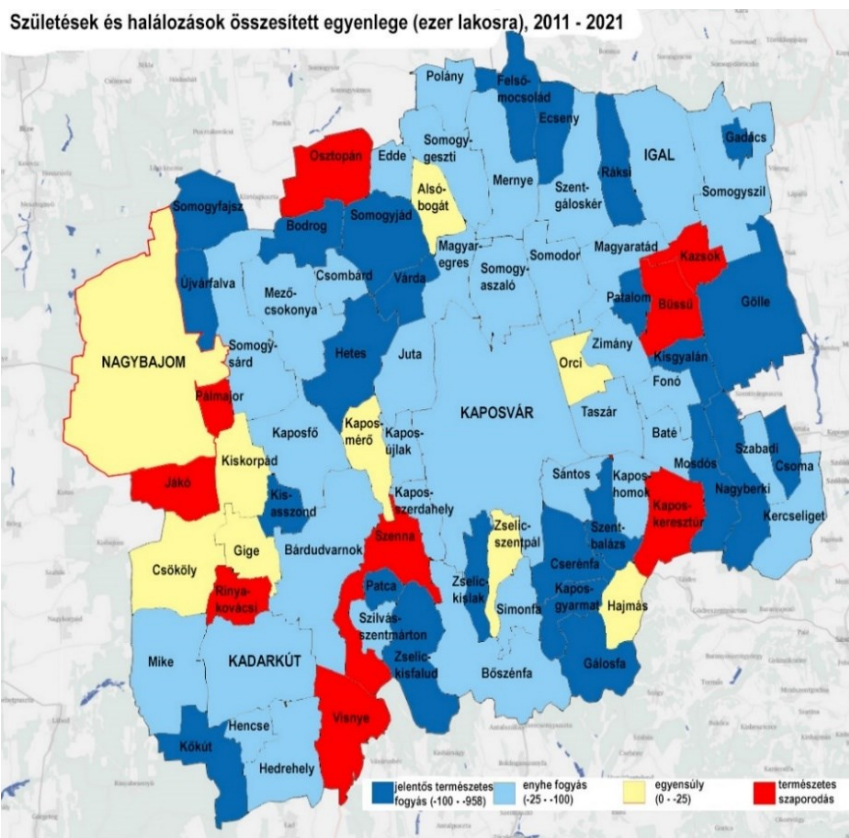 Születések és halálozások összesített egyenlege (ezer lakosra), 2011 - 2021
Polány
Felső-
mocsolád
Ecseny
Osztopán
Edde
Somogy-
geszti
Mernye
Szent-
gáloskér
Ráksi
IGAL
Gadács
Somogyszil
Alsó-
bogát
Somogyfajsz
Bodrog
Somogyjád
Magyar-
egres
Somodor
Magyaratád
Kazsok
Újvárfalva
Mező-
csokonya
Csombárd
Várda
Somogy-
aszaló
Patalom
Büssü
Gölle
NAGYBAJOM
Somogy-
sárd
Hetes
Juta
Orci
Zimány
Kisgyalán
Fonó
Pálmajor
KAPOSVÁR
Taszár
Kaposfő
Kapos-
mérő
Kapos-
újlak
Baté
Mosdós
Szabadi
Csoma
Kiskorpád
Jákó
Kis-
asszond
Kapos-
szerdahely
Sántos
Kapos-
homok
Kapos-
keresztúr
Nagyberki
Kercseliget
Csököly
Gige
Bárdudvarnok
Szenna
Zselic-
szentpál
Szent-
balázs
Cserénfa
Rinya-
kovácsi
Patca
Zselic-
kislak
Simonfa
Kapos-
gyarmat
Hajmás
Szilvás-
szentmárton
Mike
KADARKÚT
Zselic-
kisfalud
Bőszénfa
Gálosfa
Visnye
Kőkút
Hencse
Hedrehely
jelentős természetes
fogyás (-100 - -958)
enyhe fogyás
(-25 - -100)
egyensúly
(0 - -25)
természetes
szaporodás